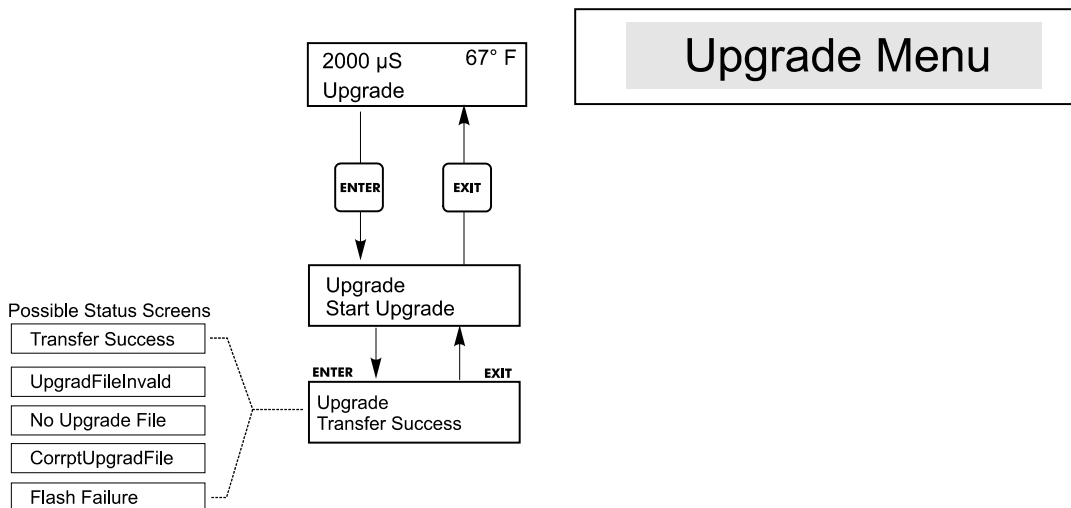 Upgrade Menu
2000 µS 67° F
Upgrade
ENTER EXIT
Upgrade
Start Upgrade
Possible Status Screens
Transfer Success
UpgradFileInvald
No Upgrade File
CorrptUpgradFile
Flash Failure
ENTER EXIT
Upgrade
Transfer Success